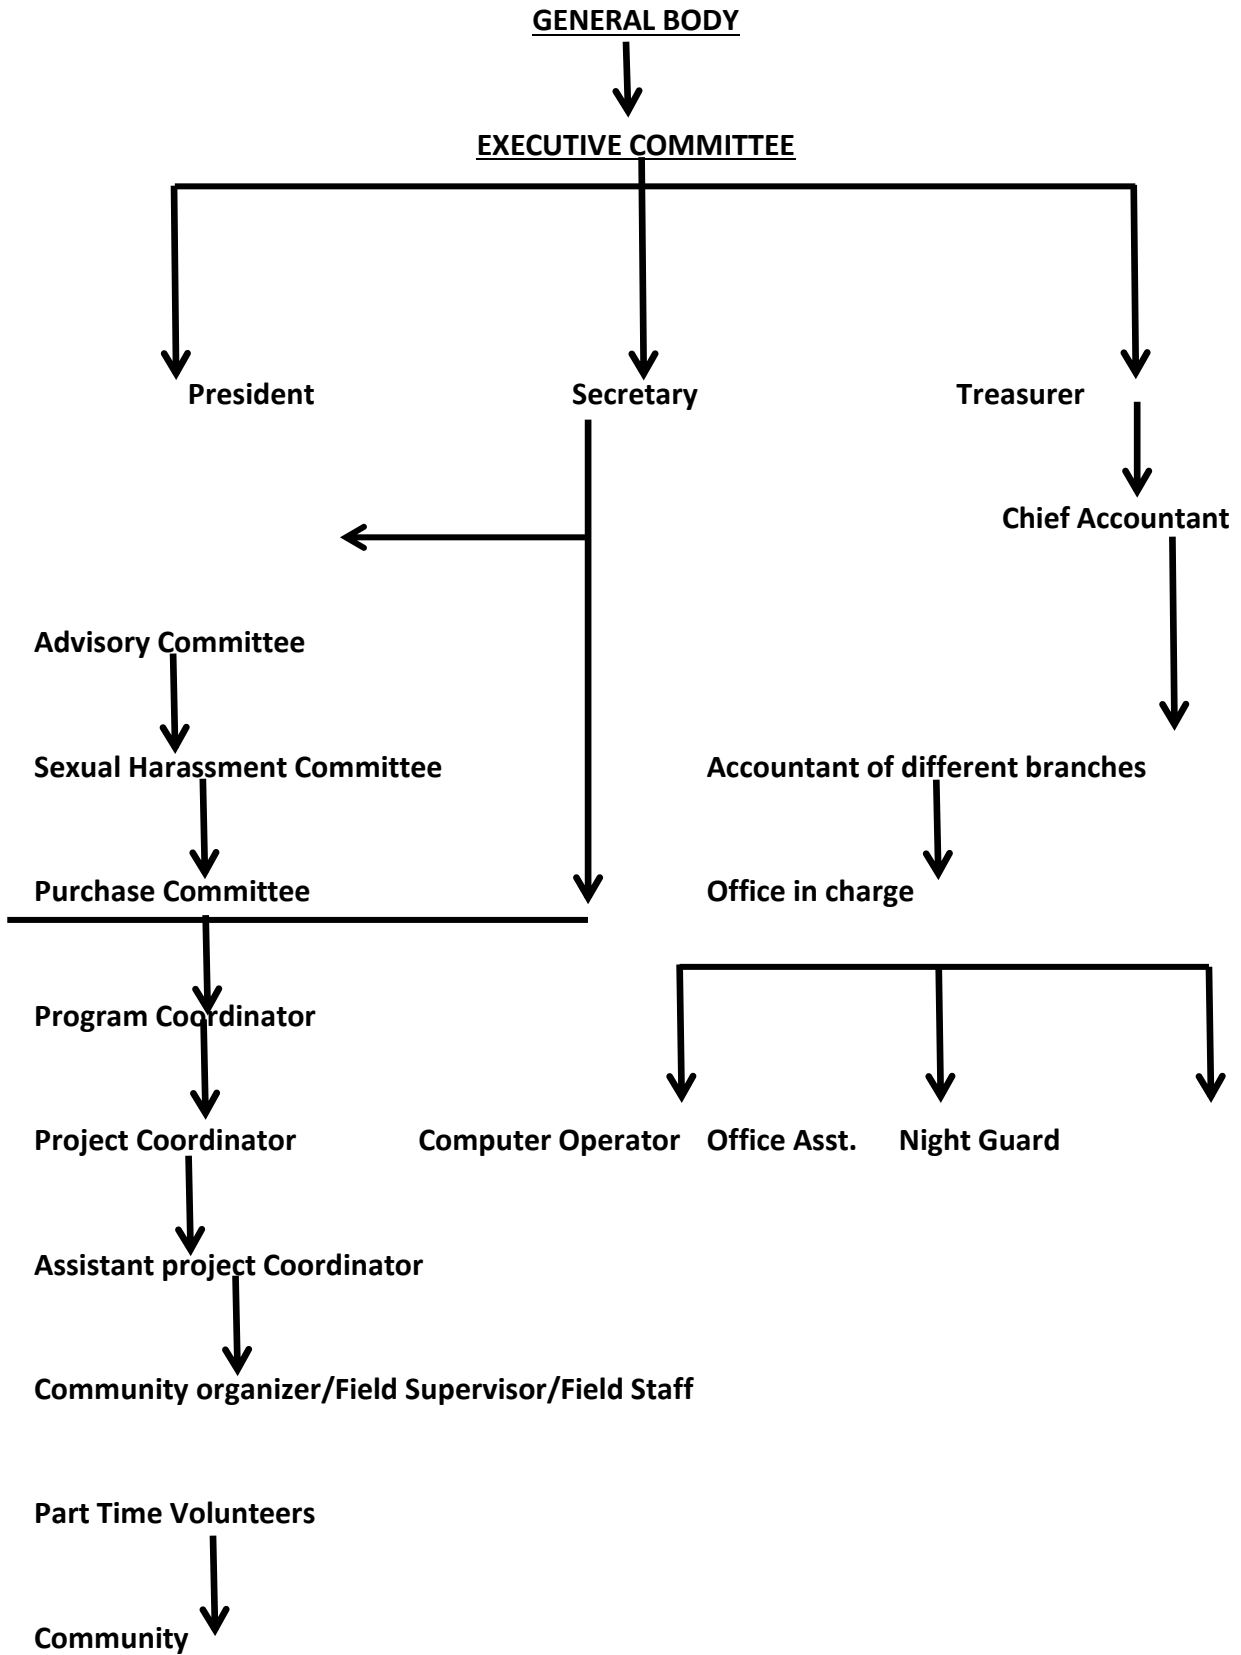 GENERAL BODY
EXECUTIVE COMMITTEE
President Secretary Treasurer
Chief Accountant
Advisory Committee
Sexual Harassment Committee Accountant of different branches
Purchase Committee Office in charge
Program Coordinator
Project Coordinator Computer Operator Office Asst. Night Guard
Assistant project Coordinator
Community organizer/Field Supervisor/Field Staff
Part Time Volunteers
Community